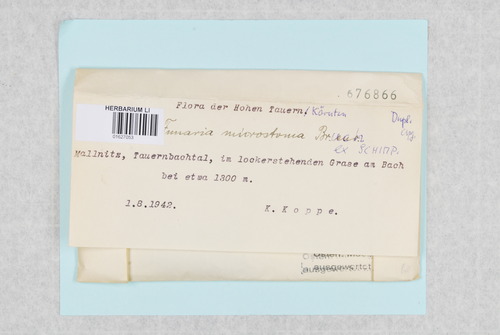 676866
Flora der Hohen Tauern/Kärnten
Dupl.
HERBARIUM LI
Funaria microstoma Bruch
ex SCHIMP.
Mallnitz, Tauernbachtal, im lockerstehenden Grase am Bach
bei etwa 1300 m.
1.8.1942. K. Koppe.
ausgewertet